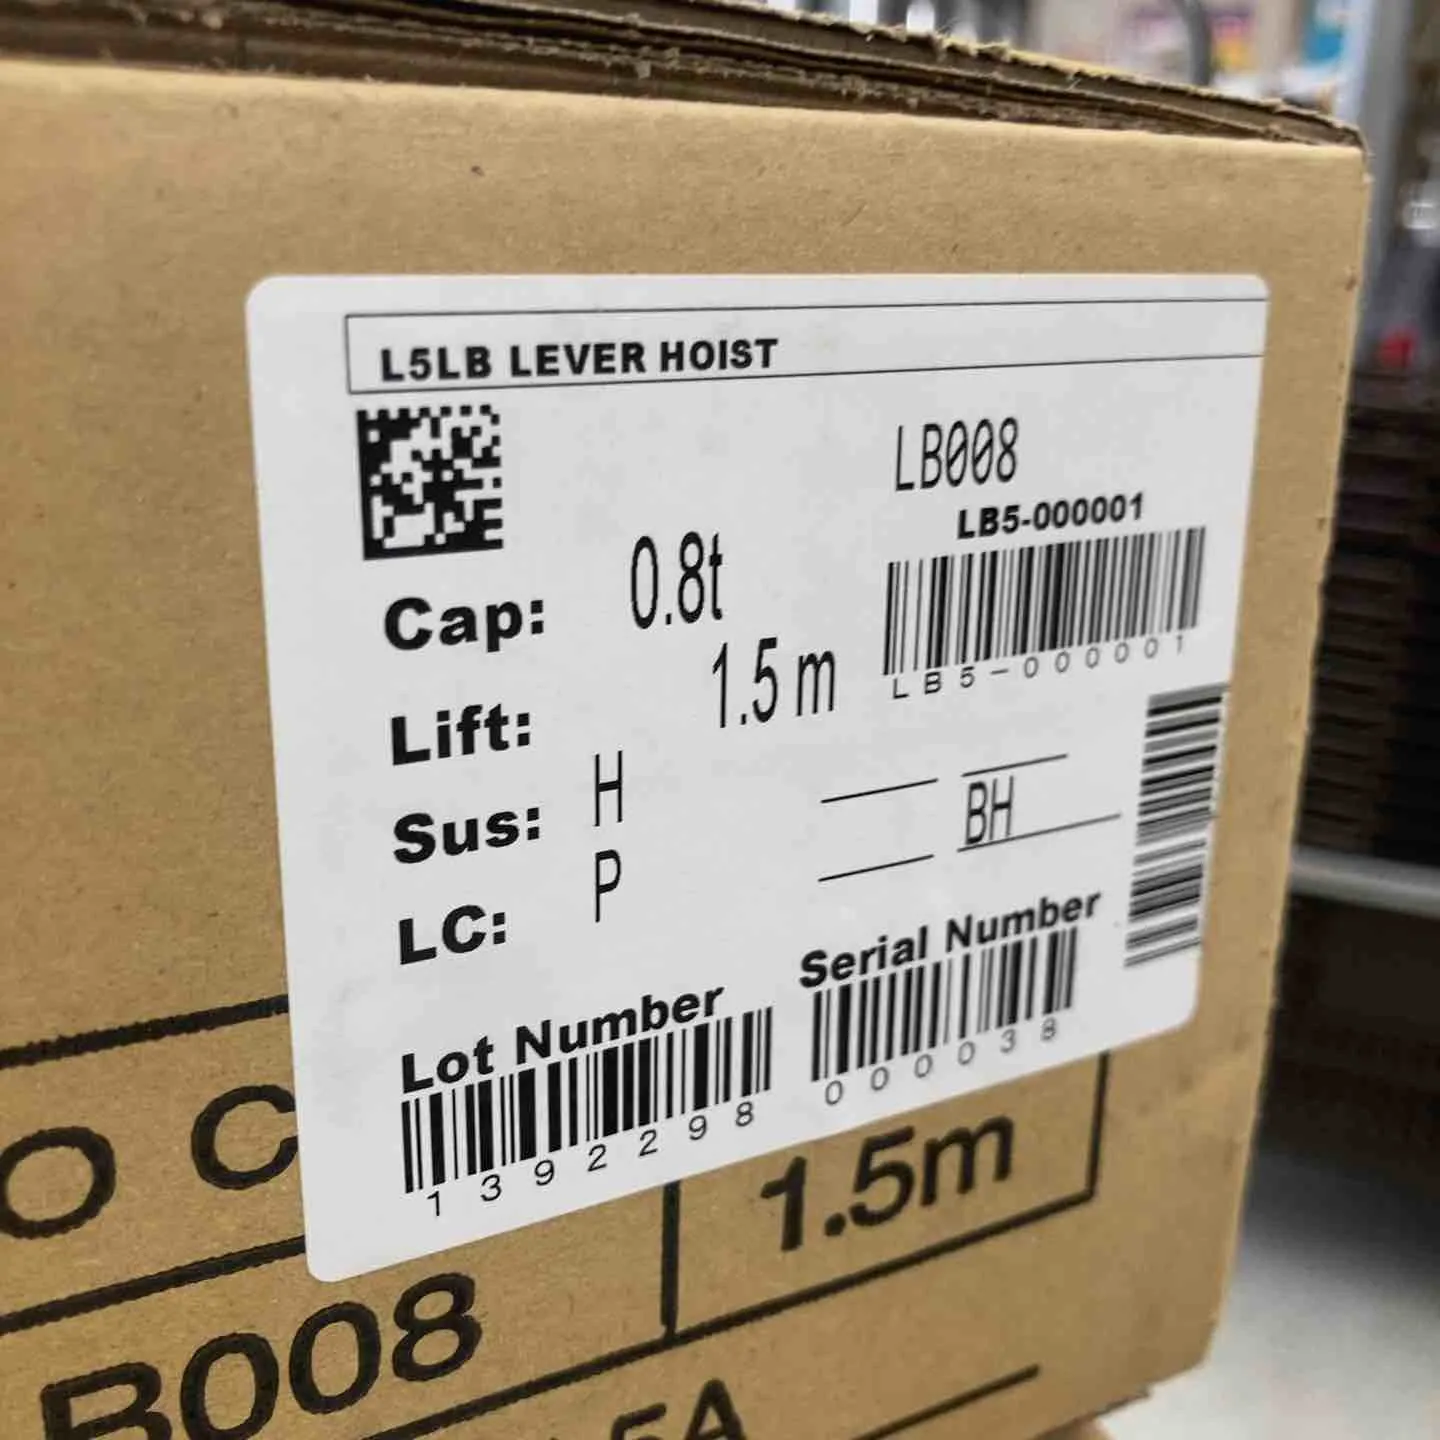 L5LB LEVER HOIST
LB008
LB5-000001
LB5-000001
Cap: 0.8t
Lift: 1.5 m
Sus: H
BH
LC: P
Lot Number
1392298
Serial Number
000038
O C
1.5m
B008
5A